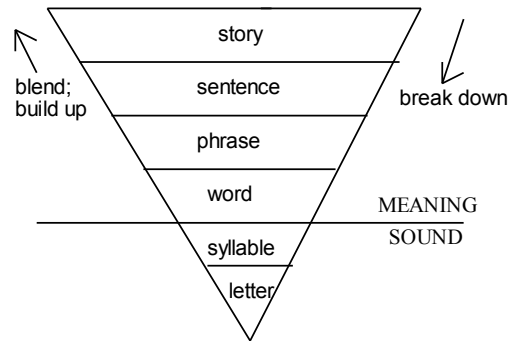 story
blend;
build up
sentence
break down
phrase
word
MEANING
SOUND
syllable
letter